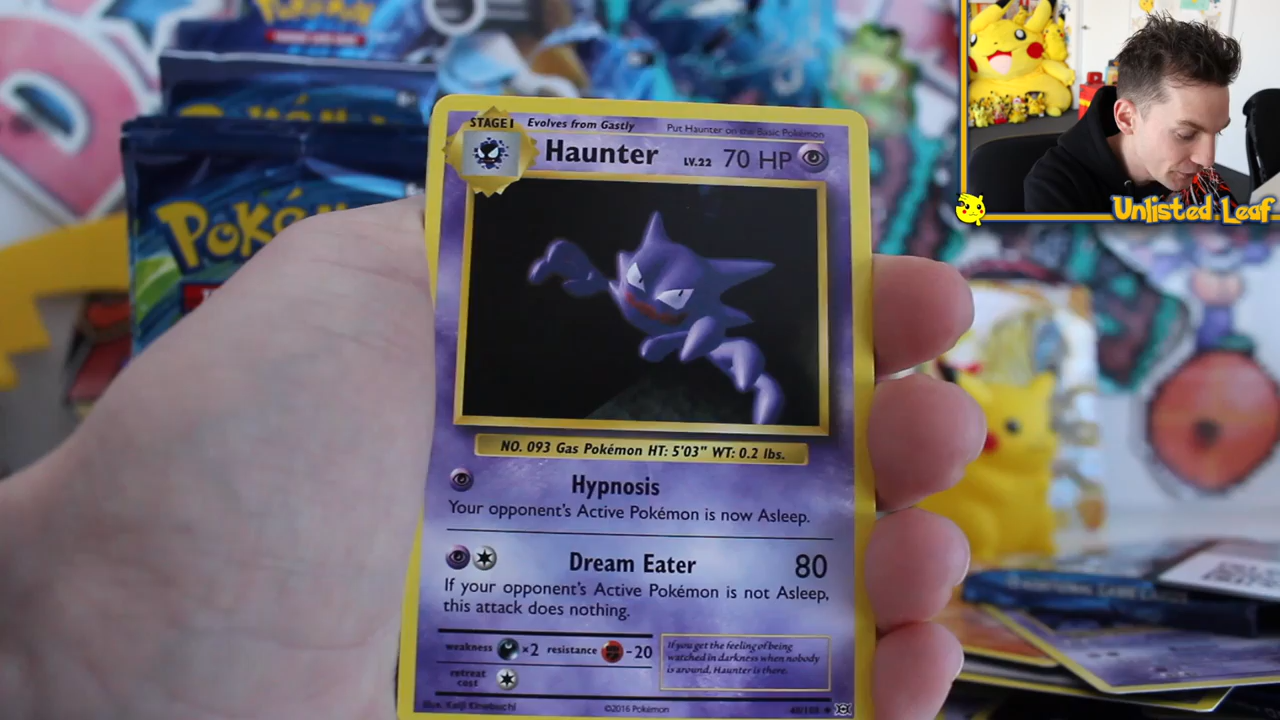 Pokémon
Poké
Unlisted Leaf
STAGE 1 Evolves from Gastly Put Haunter on the Basic Pokémon
Haunter LV.22 70 HP
NO. 093 Gas Pokémon HT: 5'03" WT: 0.2 lbs.
Hypnosis
Your opponent's Active Pokémon is now Asleep.
Dream Eater 80
If your opponent's Active Pokémon is not Asleep,
this attack does nothing.
weakness ×2 resistance -20
retreat
cost
If you get the feeling of being
watched in darkness when nobody
is around, Haunter is there.
Illus. Keiji Kinebuchi ©2016 Pokémon